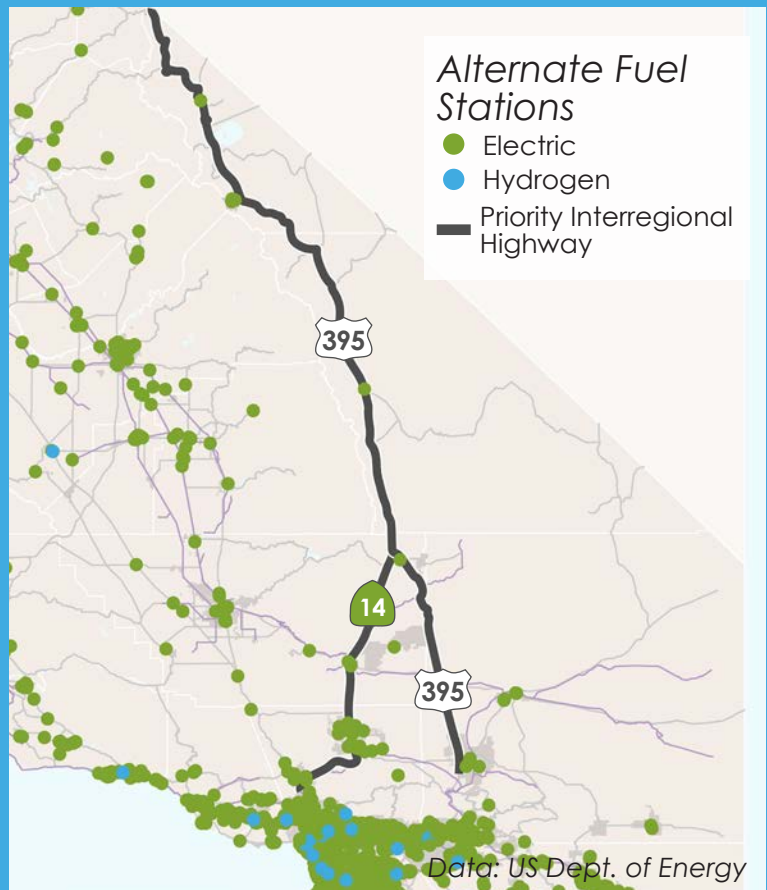 Alternate Fuel
Stations
Electric
Hydrogen
Priority Interregional
Highway
395
14
395
Data: US Dept. of Energy